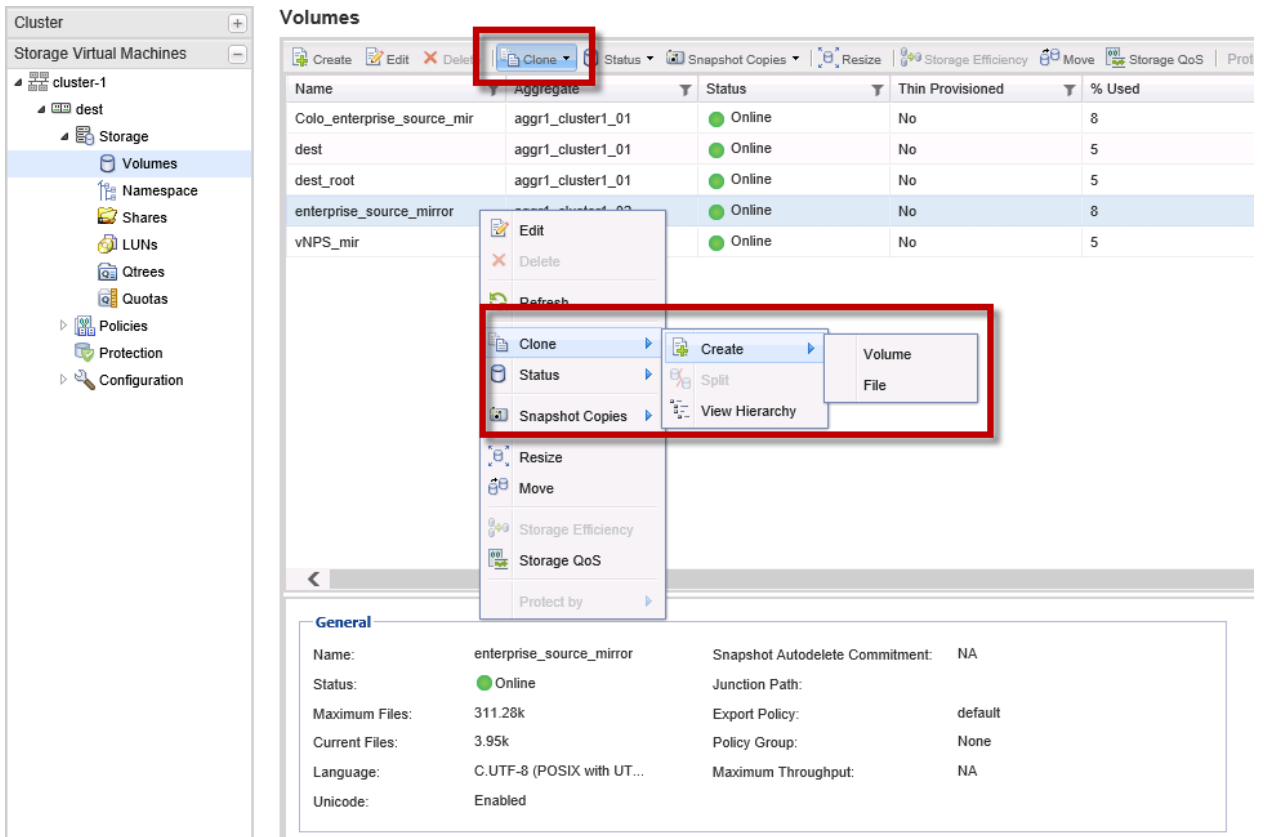 Cluster
Storage Virtual Machines
cluster-1
dest
Storage
Volumes
Namespace
Shares
LUNs
Qtrees
Quotas
Policies
Protection
Configuration
Volumes
Create Edit Clone Status Snapshot Copies Resize Storage Efficiency Move Storage QoS
Name Aggregate Status Thin Provisioned % Used
Colo_enterprise_source_mir aggr1_cluster1_01 Online No 8
dest aggr1_cluster1_01 Online No 5
dest_root aggr1_cluster1_01 Online No 5
enterprise_source_mirror Online No 8
vNPS_mir Online No 5
Edit
Delete
Refresh
Clone
Status
Snapshot Copies
Resize
Move
Storage Efficiency
Storage QoS
Protect by
Create
Split
View Hierarchy
Volume
File
General
Name: enterprise_source_mirror Snapshot Autodelete Commitment: NA
Status: Online Junction Path:
Maximum Files: 311.28k Export Policy: default
Current Files: 3.95k Policy Group: None
Language: C.UTF-8 (POSIX with UT... Maximum Throughput: NA
Unicode: Enabled